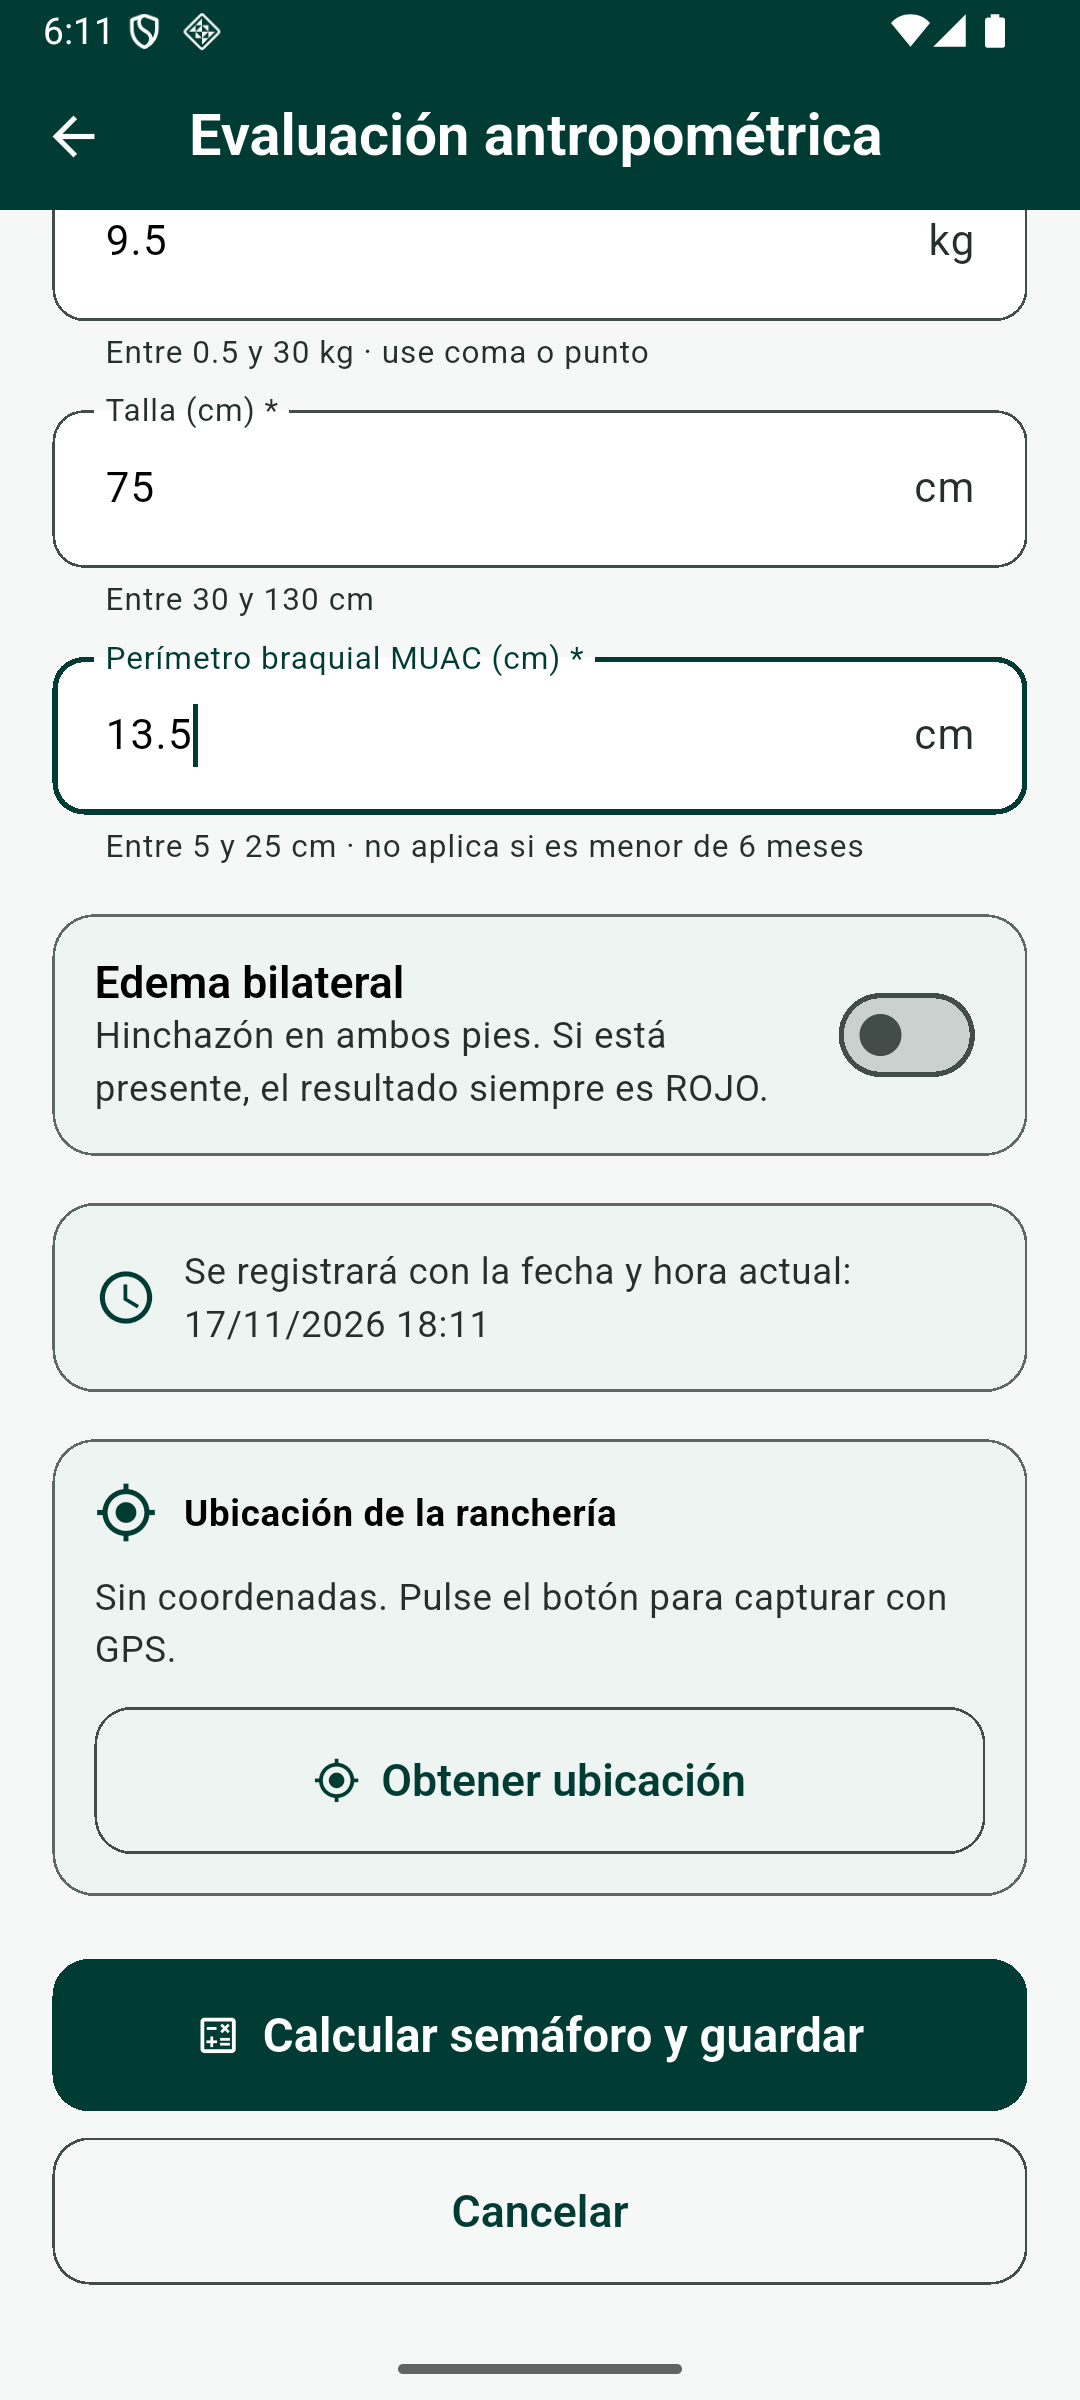 6:11
Evaluación antropométrica
9.5 kg
Entre 0.5 y 30 kg · use coma o punto
Talla (cm) *
75 cm
Entre 30 y 130 cm
Perímetro braquial MUAC (cm) *
13.5 cm
Entre 5 y 25 cm · no aplica si es menor de 6 meses
Edema bilateral
Hinchazón en ambos pies. Si está
presente, el resultado siempre es ROJO.
Se registrará con la fecha y hora actual:
17/11/2026 18:11
Ubicación de la ranchería
Sin coordenadas. Pulse el botón para capturar con
GPS.
Obtener ubicación
Calcular semáforo y guardar
Cancelar